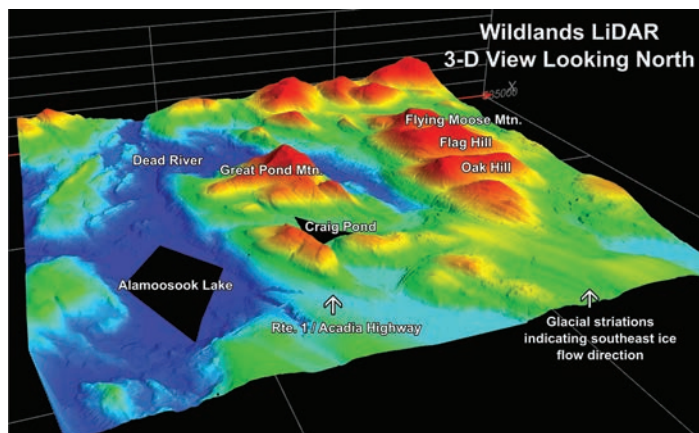 Wildlands LiDAR
3-D View Looking North
X
Flying Moose Mtn.
Flag Hill
Dead River
Great Pond Mtn.
Oak Hill
Craig Pond
Alamoosook Lake
Rte. 1 / Acadia Highway
Glacial striations
indicating southeast ice
flow direction